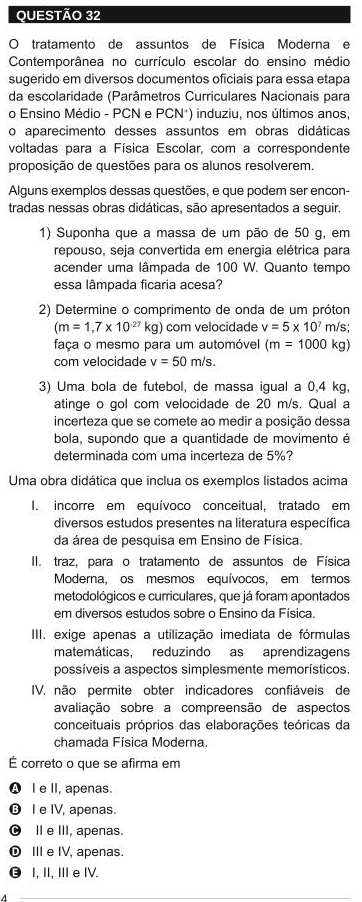 QUESTÃO 32
O tratamento de assuntos de Física Moderna e
Contemporânea no currículo escolar do ensino médio
sugerido em diversos documentos oficiais para essa etapa
da escolaridade (Parâmetros Curriculares Nacionais para
o Ensino Médio - PCN e PCN⁺) induziu, nos últimos anos,
o aparecimento desses assuntos em obras didáticas
voltadas para a Física Escolar, com a correspondente
proposição de questões para os alunos resolverem.
Alguns exemplos dessas questões, e que podem ser encon-
tradas nessas obras didáticas, são apresentados a seguir.
1) Suponha que a massa de um pão de 50 g, em
repouso, seja convertida em energia elétrica para
acender uma lâmpada de 100 W. Quanto tempo
essa lâmpada ficaria acesa?
2) Determine o comprimento de onda de um próton
(m = 1,7 x 10⁻²⁷ kg) com velocidade v = 5 x 10⁷ m/s;
faça o mesmo para um automóvel (m = 1000 kg)
com velocidade v = 50 m/s.
3) Uma bola de futebol, de massa igual a 0,4 kg,
atinge o gol com velocidade de 20 m/s. Qual a
incerteza que se comete ao medir a posição dessa
bola, supondo que a quantidade de movimento é
determinada com uma incerteza de 5%?
Uma obra didática que inclua os exemplos listados acima
I. incorre em equívoco conceitual, tratado em
diversos estudos presentes na literatura específica
da área de pesquisa em Ensino de Física.
II. traz, para o tratamento de assuntos de Física
Moderna, os mesmos equívocos, em termos
metodológicos e curriculares, que já foram apontados
em diversos estudos sobre o Ensino da Física.
III. exige apenas a utilização imediata de fórmulas
matemáticas, reduzindo as aprendizagens
possíveis a aspectos simplesmente memorísticos.
IV. não permite obter indicadores confiáveis de
avaliação sobre a compreensão de aspectos
conceituais próprios das elaborações teóricas da
chamada Física Moderna.
É correto o que se afirma em
A I e II, apenas.
B I e IV, apenas.
C II e III, apenas.
D III e IV, apenas.
E I, II, III e IV.
4